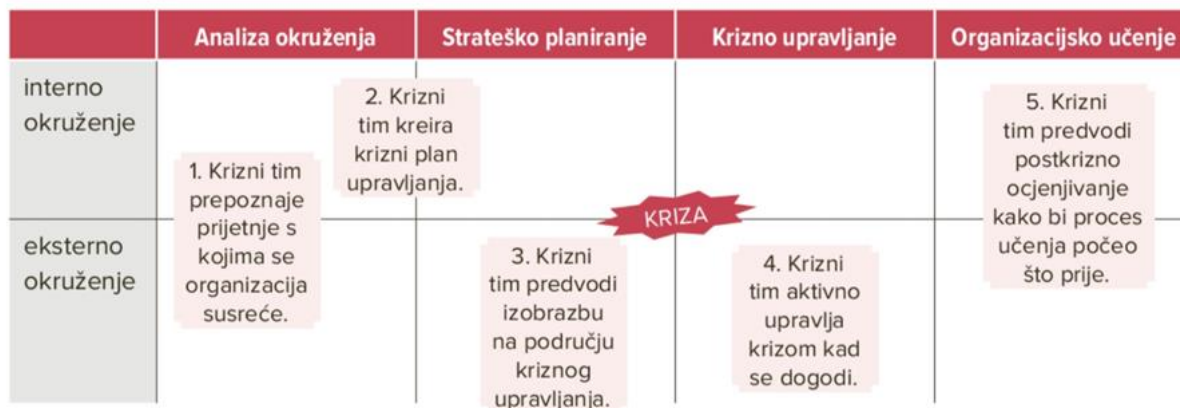 Analiza okruženja
Strateško planiranje
Krizno upravljanje
Organizacijsko učenje
interno
okruženje
eksterno
okruženje
1. Krizni tim
prepoznaje
prijetnje s
kojima se
organizacija
susreće.
2. Krizni
tim kreira
krizni plan
upravljanja.
3. Krizni
tim predvodi
izobrazbu
na području
kriznog
upravljanja.
KRIZA
4. Krizni
tim aktivno
upravlja
krizom kad
se dogodi.
5. Krizni
tim predvodi
postkrizno
ocjenjivanje
kako bi proces
učenja počeo
što prije.